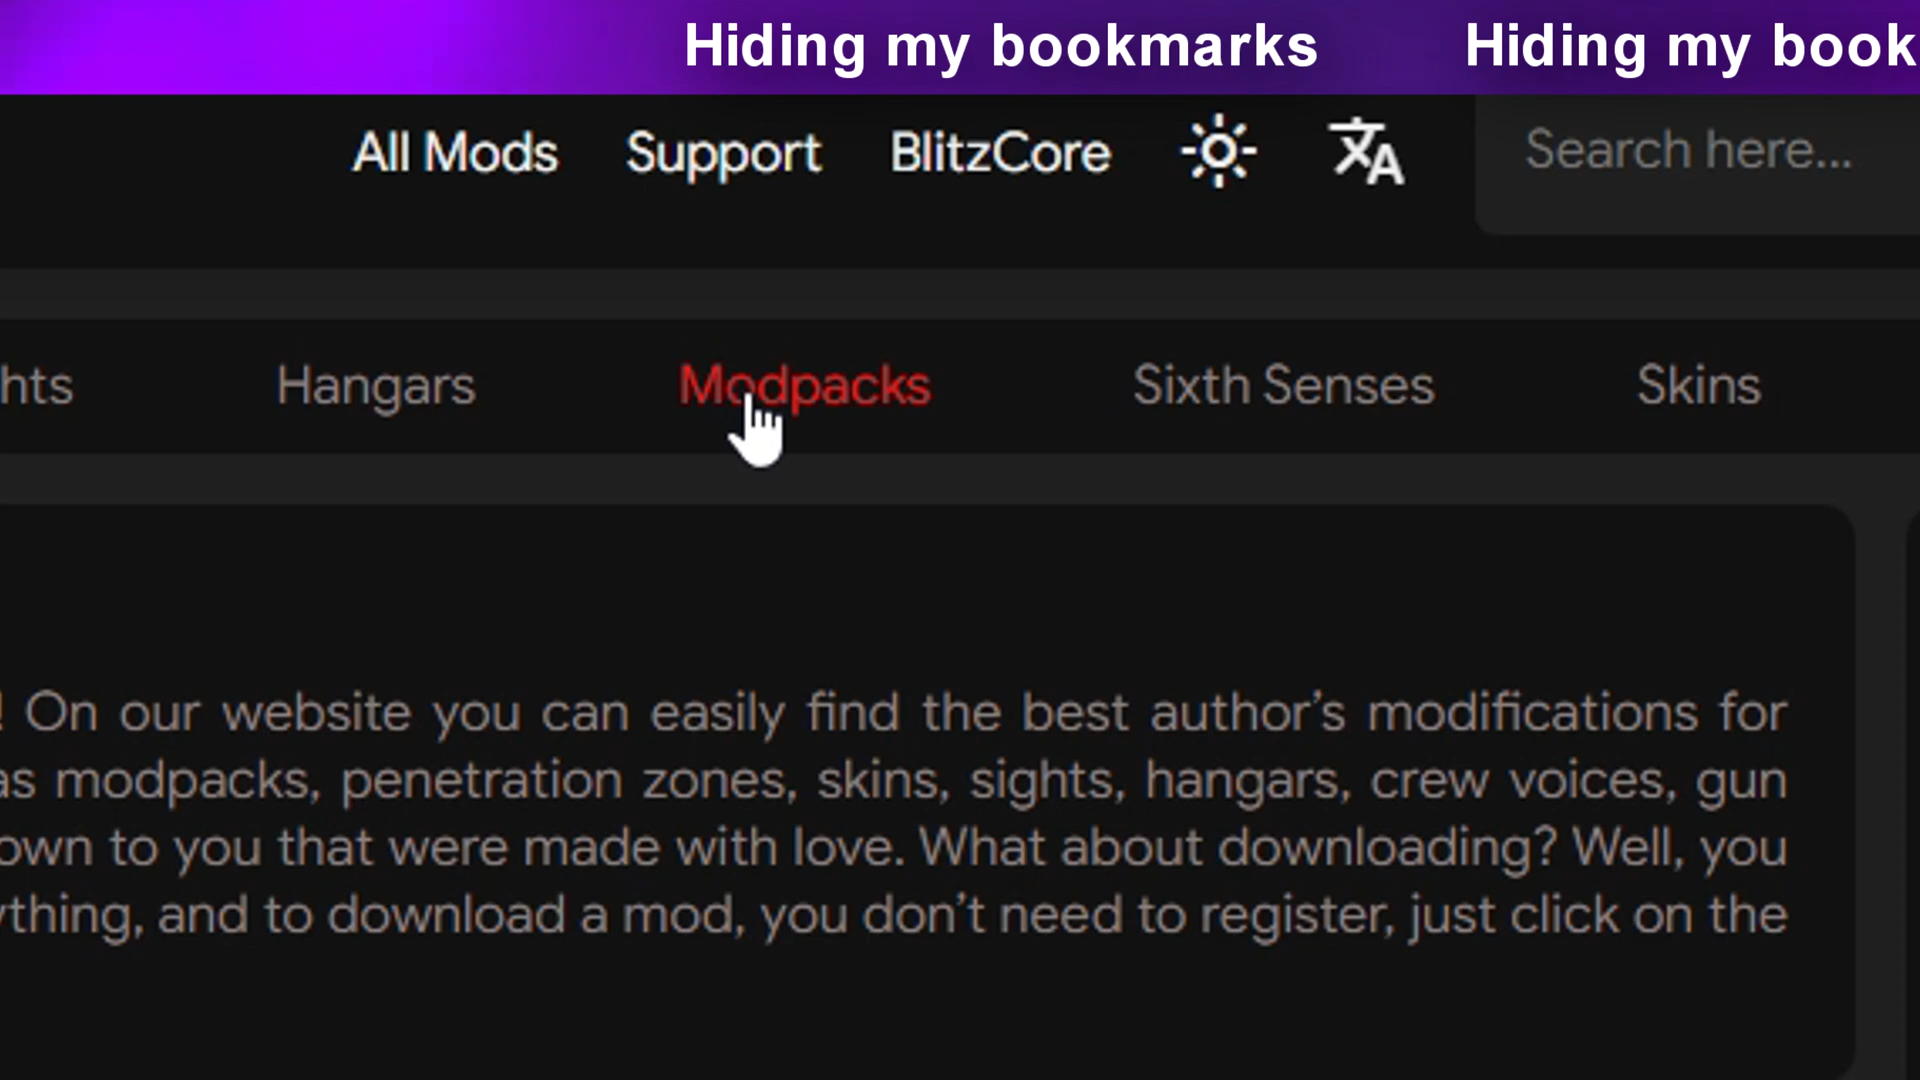 Hiding my bookmarks Hiding my book
All Mods Support BlitzCore Search here...
hts Hangars Modpacks Sixth Senses Skins
! On our website you can easily find the best author’s modifications for
as modpacks, penetration zones, skins, sights, hangars, crew voices, gun
own to you that were made with love. What about downloading? Well, you
ything, and to download a mod, you don’t need to register, just click on the